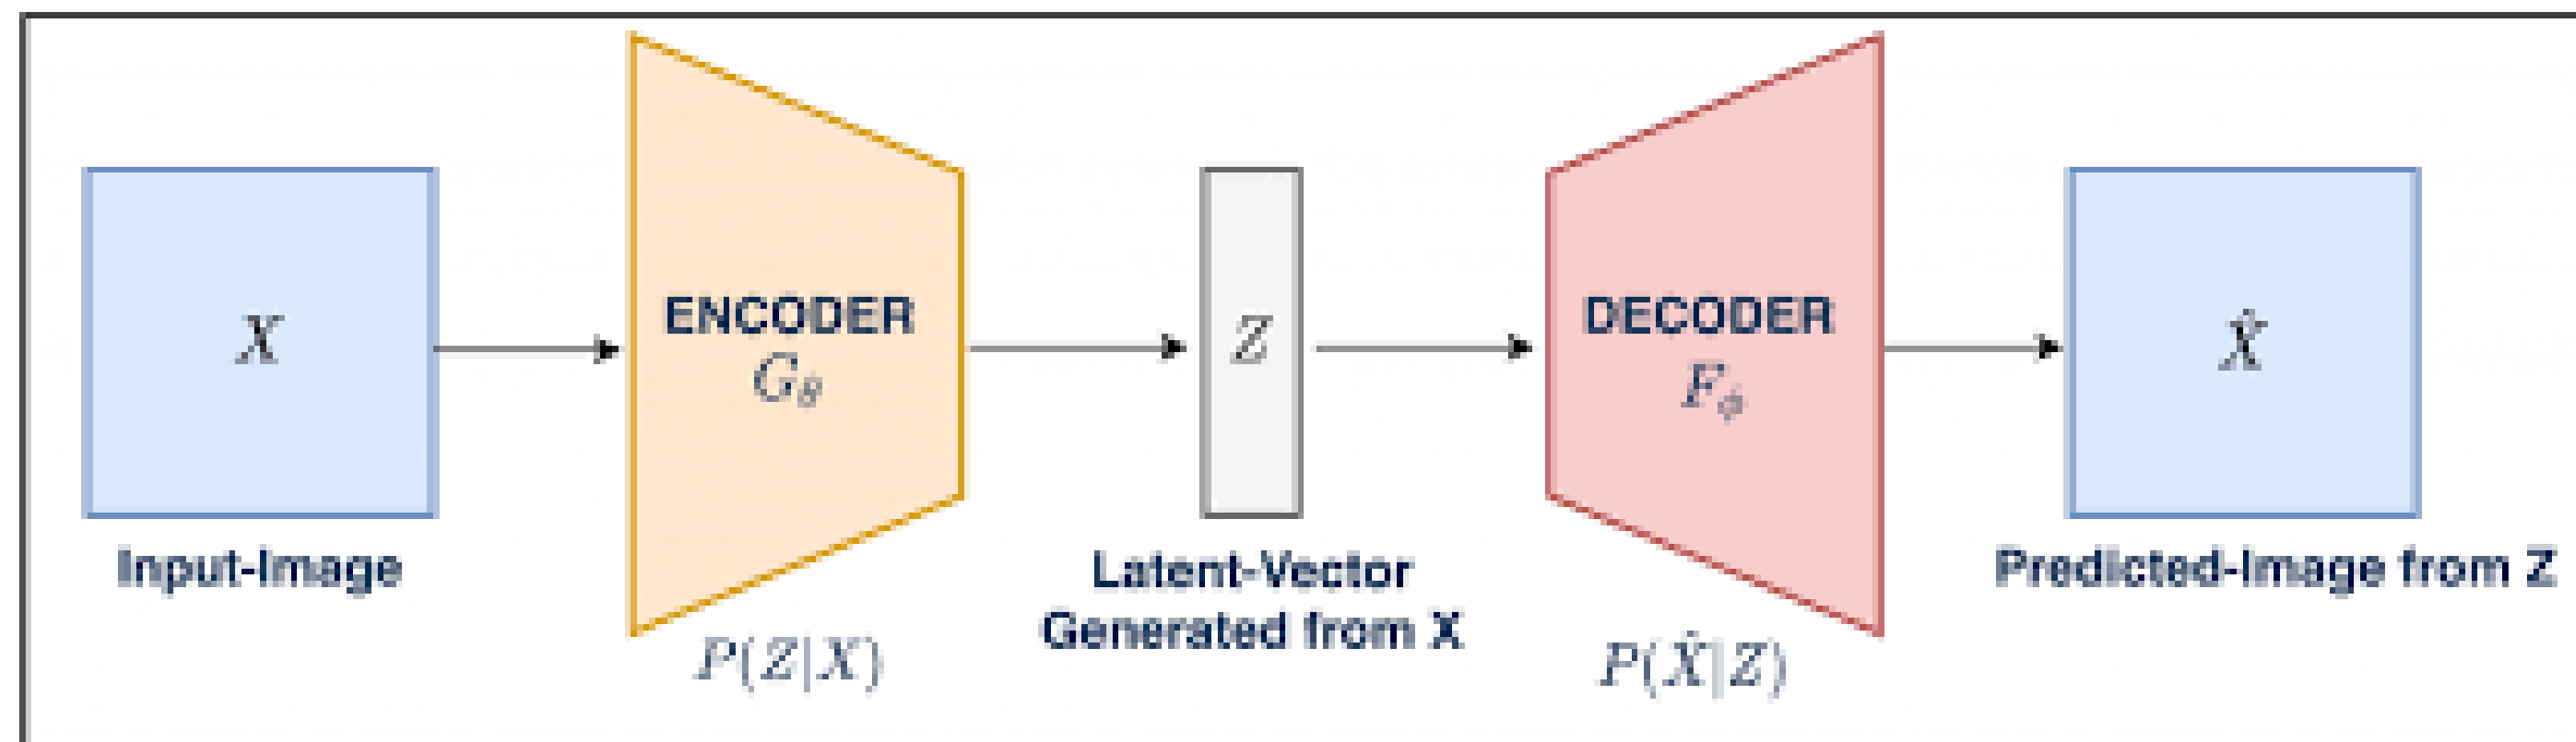 X
ENCODER
G_θ
Z
DECODER
F_ϕ
X̂
Input-Image
Latent-Vector
Generated from X
Predicted-Image from Z
P(Z|X)
P(X̂|Z)